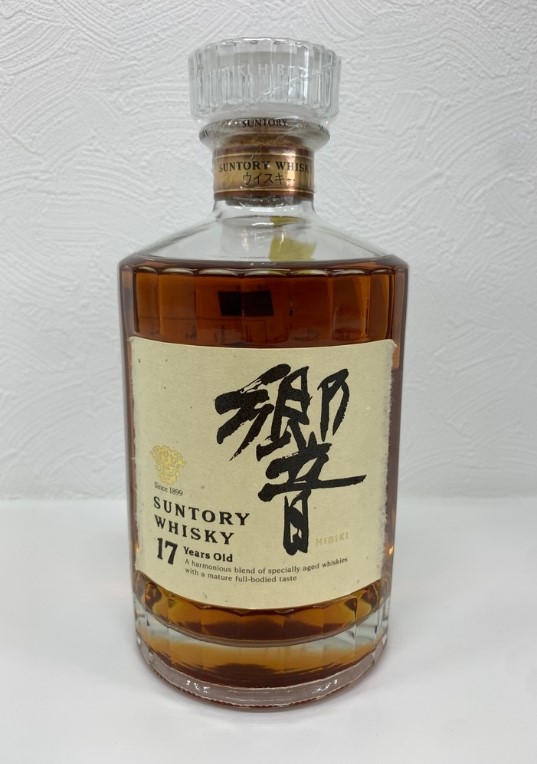 SUNTORY
SUNTORY WHISKY
ウイスキー
響
Since 1899
SUNTORY
WHISKY
HIBIKI
17 Years Old
A harmonious blend of specially aged whiskies
with a mature full-bodied taste